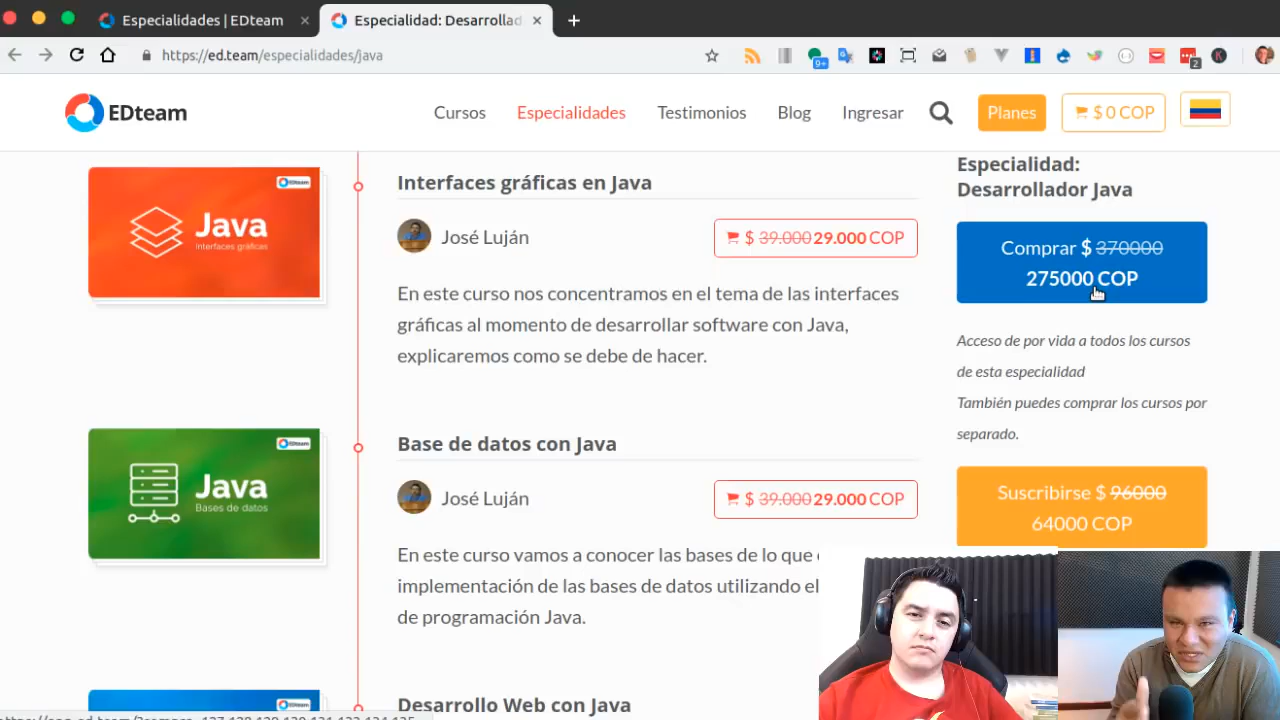 Especialidades | EDteam
Especialidad: Desarrollad
https://ed.team/especialidades/java
9+
2
K
EDteam
Cursos
Especialidades
Testimonios
Blog
Ingresar
Planes
$ 0 COP
EDteam
Java
Interfaces gráficas
Interfaces gráficas en Java
José Luján
$ 39.000 29.000 COP
En este curso nos concentramos en el tema de las interfaces
gráficas al momento de desarrollar software con Java,
explicaremos como se debe de hacer.
EDteam
Java
Bases de datos
Base de datos con Java
José Luján
$ 39.000 29.000 COP
En este curso vamos a conocer las bases de lo que
implementación de las bases de datos utilizando el
de programación Java.
EDteam
Desarrollo Web con Java
Especialidad:
Desarrollador Java
Comprar $ 370000
275000 COP
Acceso de por vida a todos los cursos
de esta especialidad
También puedes comprar los cursos por
separado.
Suscribirse $ 96000
64000 COP